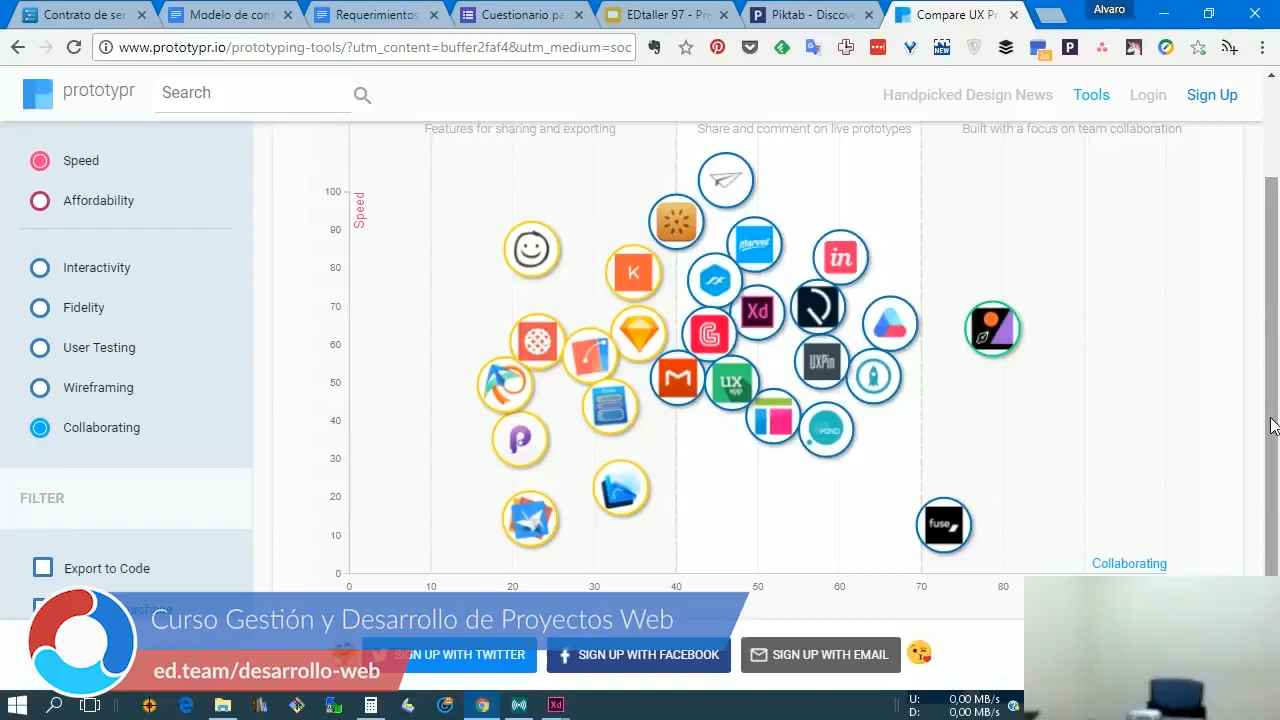 Contrato de ser
Modelo de con
Requerimientos
Cuestionario pa
EDtaller 97 - Pre
Piktab - Discove
Compare UX Pr
Alvaro
www.prototypr.io/prototyping-tools/?utm_content=buffer2faf4&utm_medium=soc
prototypr
Search
Handpicked Design News
Tools
Login
Sign Up
Features for sharing and exporting
Share and comment on live prototypes
Built with a focus on team collaboration
Speed
Affordability
Interactivity
Fidelity
User Testing
Wireframing
Collaborating
FILTER
Export to Code
Speed
100
90
80
70
60
50
40
30
20
10
0
0
10
20
30
40
50
60
70
80
Collaborating
K
Marvel
in
Xd
G
M
ux
app
UXPin
MIND
P
fuse
SIGN UP WITH TWITTER
SIGN UP WITH FACEBOOK
SIGN UP WITH EMAIL
Curso Gestión y Desarrollo de Proyectos Web
ed.team/desarrollo-web
U: 0,00 MB/s
D: 0,00 MB/s